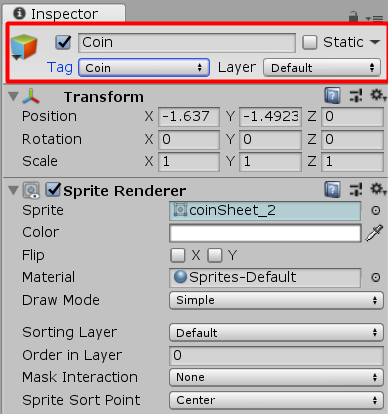 Inspector
Coin Static
Tag Coin Layer Default
Transform
Position X -1.637 Y -1.4923 Z 0
Rotation X 0 Y 0 Z 0
Scale X 1 Y 1 Z 1
Sprite Renderer
Sprite coinSheet_2
Color
Flip X Y
Material Sprites-Default
Draw Mode Simple
Sorting Layer Default
Order in Layer 0
Mask Interaction None
Sprite Sort Point Center